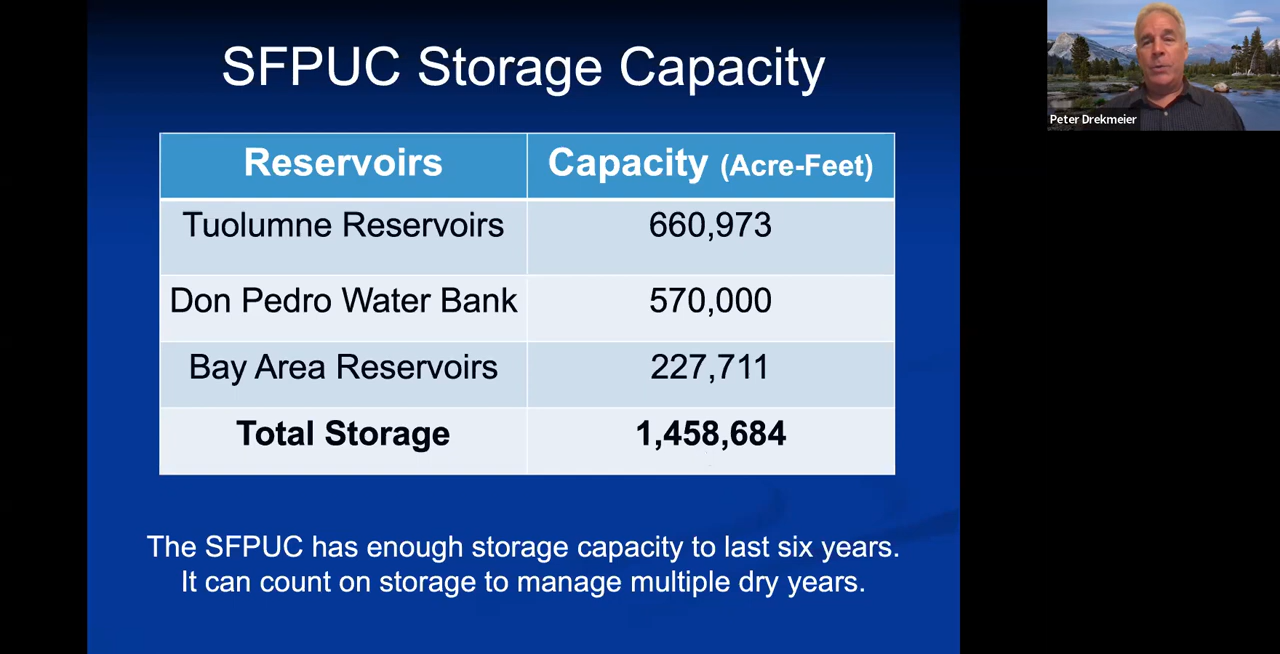 SFPUC Storage Capacity
Reservoirs Capacity (Acre-Feet)
Tuolumne Reservoirs 660,973
Don Pedro Water Bank 570,000
Bay Area Reservoirs 227,711
Total Storage 1,458,684
The SFPUC has enough storage capacity to last six years.
It can count on storage to manage multiple dry years.
Peter Drekmeier